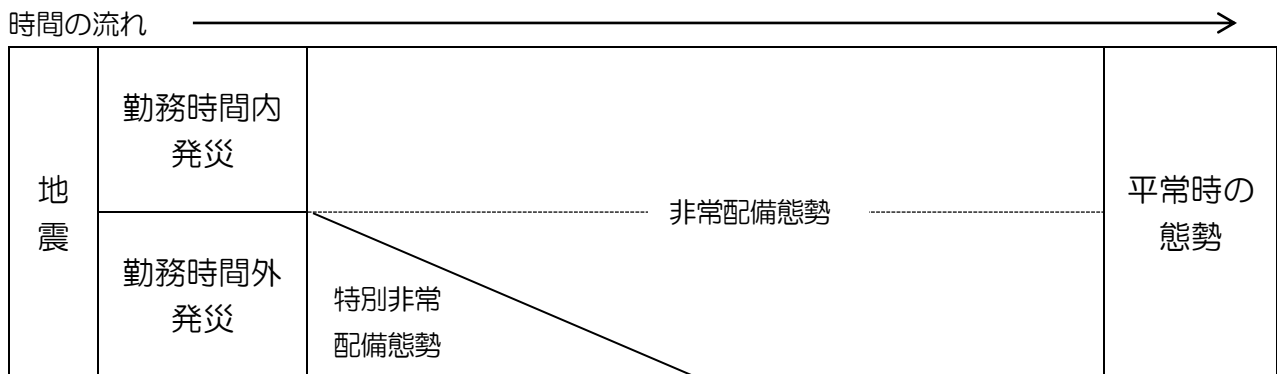 時間の流れ
地
震
勤務時間内
発災
勤務時間外
発災
非常配備態勢
特別非常
配備態勢
平常時の
態勢